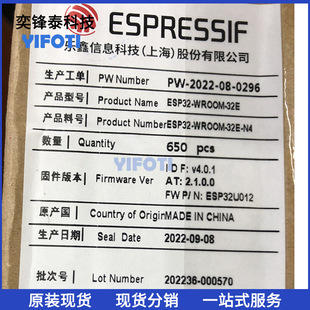 奕锋泰科技
YIFOTI
ESPRESSIF
乐鑫信息科技(上海)股份有限公司
生产工单 PW Number PW-2022-08-0296
产品型号 Product Name ESP32-WROOM-32E
产品料号 Product Number ESP32-WROOM-32E-N4
数量 Quantity 650 pcs
YIFOTI
IDF: v4.0.1
固件版本 Firmware Ver AT: 2.1.0.0
FW P/N: ESP32U012
原产国 Country of Origin MADE IN CHINA
生产日期 Seal Date 2022-09-08
批次号 Lot Number 202236-000570
原装现货 现货分销 一站式服务